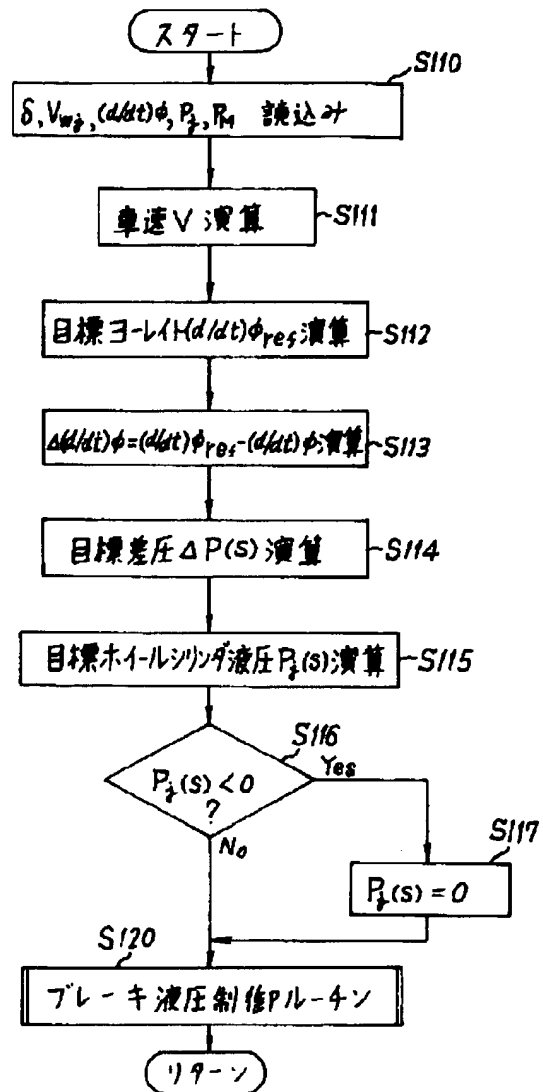 スタート
S110
δ, Vwj, (d/dt)φ, Pj, PM 読込み
車速V演算
S111
目標ヨーレイト(d/dt)φref演算
S112
Δ(d/dt)φ=(d/dt)φref-(d/dt)φ演算
S113
目標差圧ΔP(S)演算
S114
目標ホイールシリンダ液圧Pj(S)演算
S115
S116
Pj(S)<0
?
Yes
No
S117
Pj(S)=0
S120
ブレーキ液圧制御ルーチン
リターン